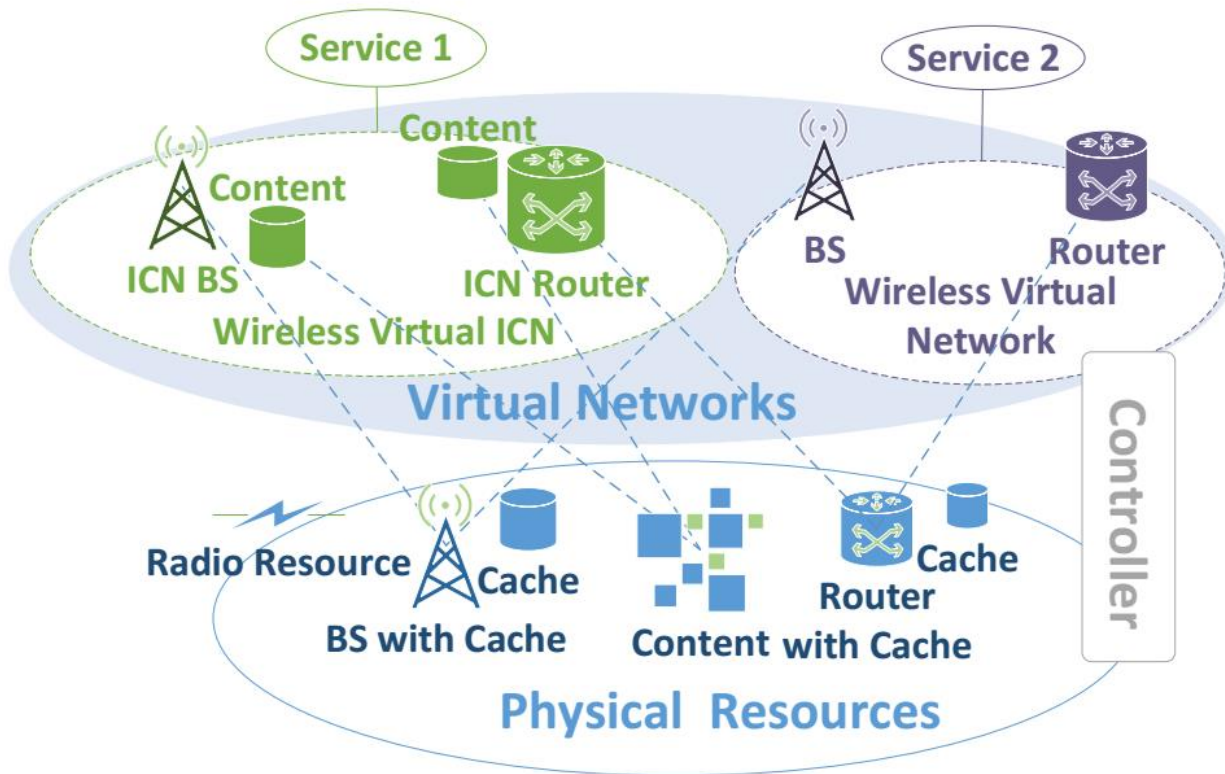 Service 1
Service 2
Content
Content
ICN BS
ICN Router
Wireless Virtual ICN
BS
Router
Wireless Virtual
Network
Virtual Networks
Controller
Radio Resource
Cache
BS with Cache
Content
Cache
Router
with Cache
Physical Resources